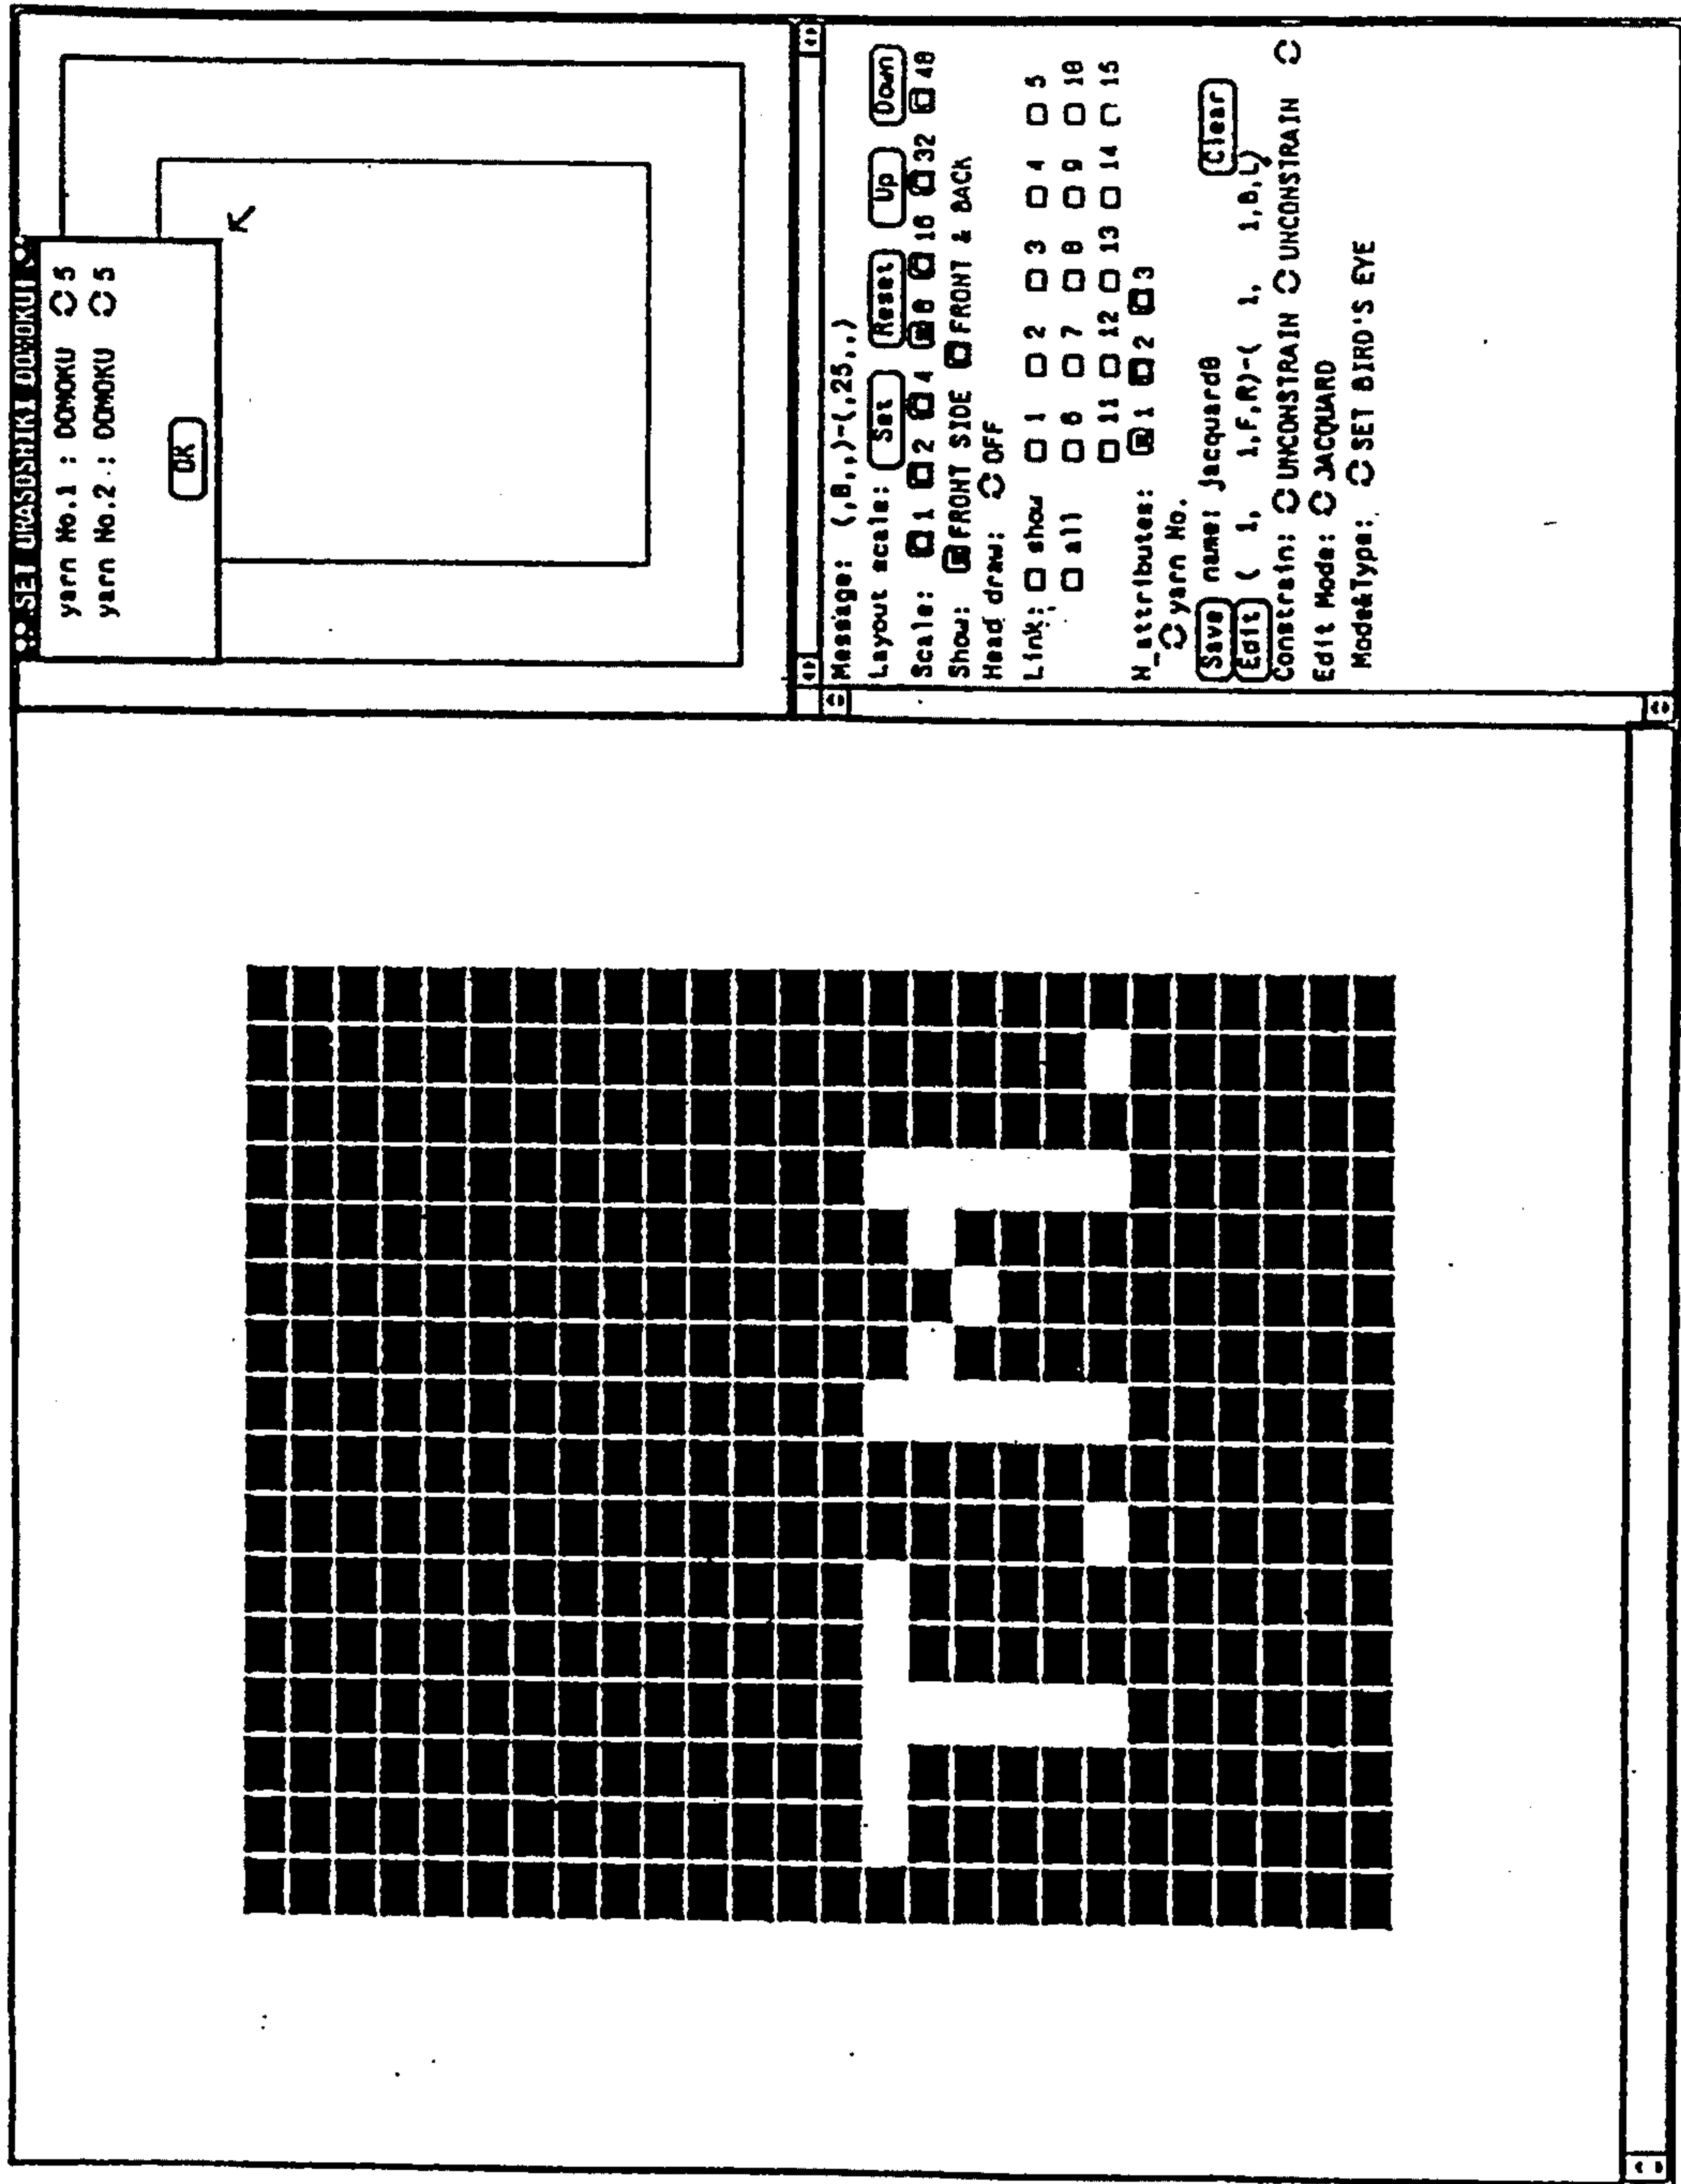 SET URASOSHIKI DOMOKU
yarn No.1 : DOMOKU 5
yarn No.2 : DOMOKU 5
OK
Message: (,8,,)-(,25,,)
Layout scale: Set Reset Up Down
Scale: 1 2 4 8 16 32 48
Show: FRONT SIDE FRONT & BACK
Head draw: OFF
Link: show 1 2 3 4 5
all 6 7 8 9 10
11 12 13 14 15
N_attributes: 1 2 3
yarn No.
Save name: jacquard0 Clear
Edit ( 1, 1,F,R)-( 1, 1,B,L)
Constrain: UNCONSTRAIN UNCONSTRAIN
Edit Mode: JACQUARD
Mode&Type: SET BIRD'S EYE
T.M.